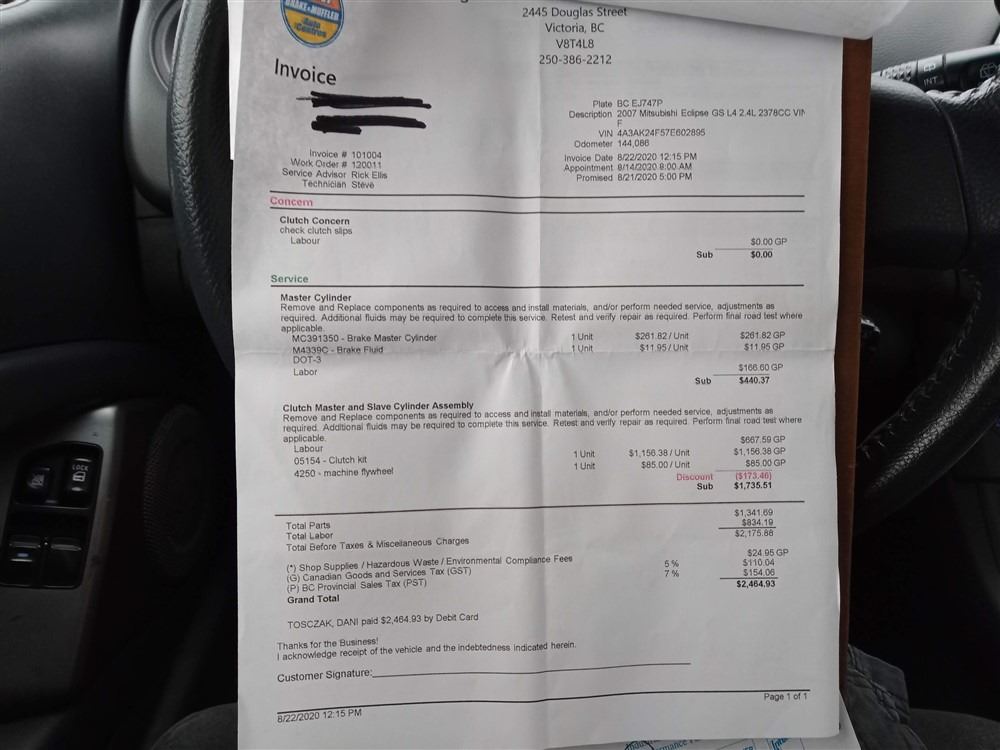 BRAKE & MUFFLER
Auto
Centres
2445 Douglas Street
Victoria, BC
V8T4L8
250-386-2212
Invoice
Plate BC EJ747P
Description 2007 Mitsubishi Eclipse GS L4 2.4L 2378CC VIN
F
VIN 4A3AK24F57E602895
Odometer 144,086
Invoice # 101004
Work Order # 120011
Service Advisor Rick Ellis
Technician Steve
Invoice Date 8/22/2020 12:15 PM
Appointment 8/14/2020 8:00 AM
Promised 8/21/2020 5:00 PM
Concern
Clutch Concern
check clutch slips
Labour $0.00 GP
Sub $0.00
Service
Master Cylinder
Remove and Replace components as required to access and install materials, and/or perform needed service, adjustments as
required. Additional fluids may be required to complete this service. Retest and verify repair as required. Perform final road test where
applicable.
MC391350 - Brake Master Cylinder 1 Unit $261.82 / Unit $261.82 GP
M4339C - Brake Fluid 1 Unit $11.95 / Unit $11.95 GP
DOT-3
Labor $166.60 GP
Sub $440.37
Clutch Master and Slave Cylinder Assembly
Remove and Replace components as required to access and install materials, and/or perform needed service, adjustments as
required. Additional fluids may be required to complete this service. Retest and verify repair as required. Perform final road test where
applicable.
Labour $667.59 GP
05154 - Clutch kit 1 Unit $1,156.38 / Unit $1,156.38 GP
4250 - machine flywheel 1 Unit $85.00 / Unit $85.00 GP
Discount ($173.46)
Sub $1,735.51
Total Parts $1,341.69
Total Labor $834.19
Total Before Taxes & Miscellaneous Charges $2,175.88
(*) Shop Supplies / Hazardous Waste / Environmental Compliance Fees $24.95 GP
(G) Canadian Goods and Services Tax (GST) 5 % $110.04
(P) BC Provincial Sales Tax (PST) 7 % $154.06
Grand Total $2,464.93
TOSCZAK, DANI paid $2,464.93 by Debit Card
Thanks for the Business!
I acknowledge receipt of the vehicle and the indebtedness indicated herein.
Customer Signature:
8/22/2020 12:15 PM
Page 1 of 1
LOCK
INT